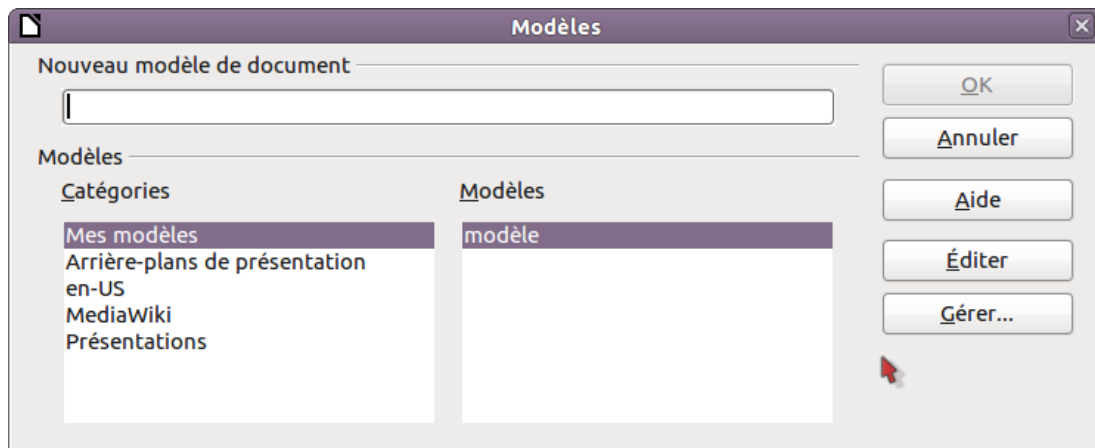 Modèles
Nouveau modèle de document
OK
Annuler
Modèles
Catégories
Modèles
Aide
Mes modèles
modèle
Arrière-plans de présentation
Éditer
en-US
MediaWiki
Gérer...
Présentations